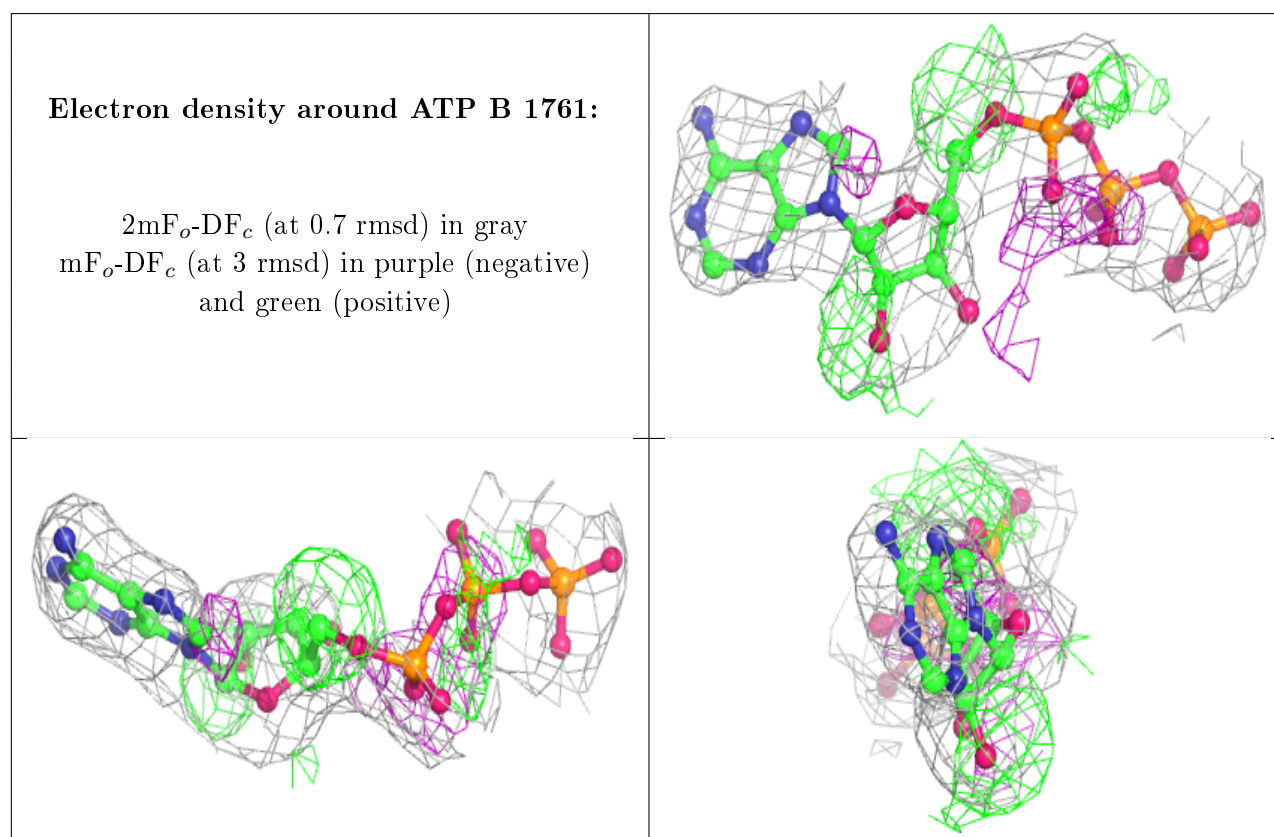 Electron density around ATP B 1761:
2mFo-DFc (at 0.7 rmsd) in gray
mFo-DFc (at 3 rmsd) in purple (negative)
and green (positive)